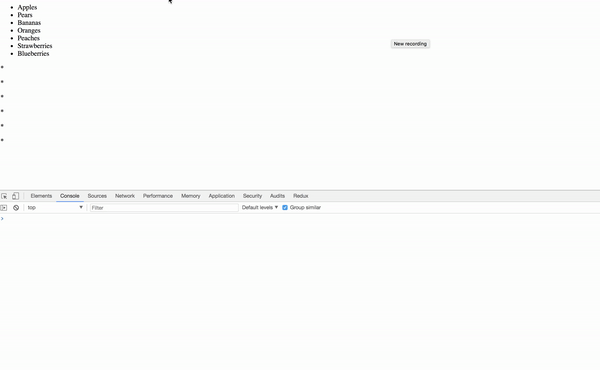 Apples
Pears
Bananas
Oranges
Peaches
Strawberries
Blueberries
New recording
Elements Console Sources Network Performance Memory Application Security Audits Redux
top Filter Default levels Group similar